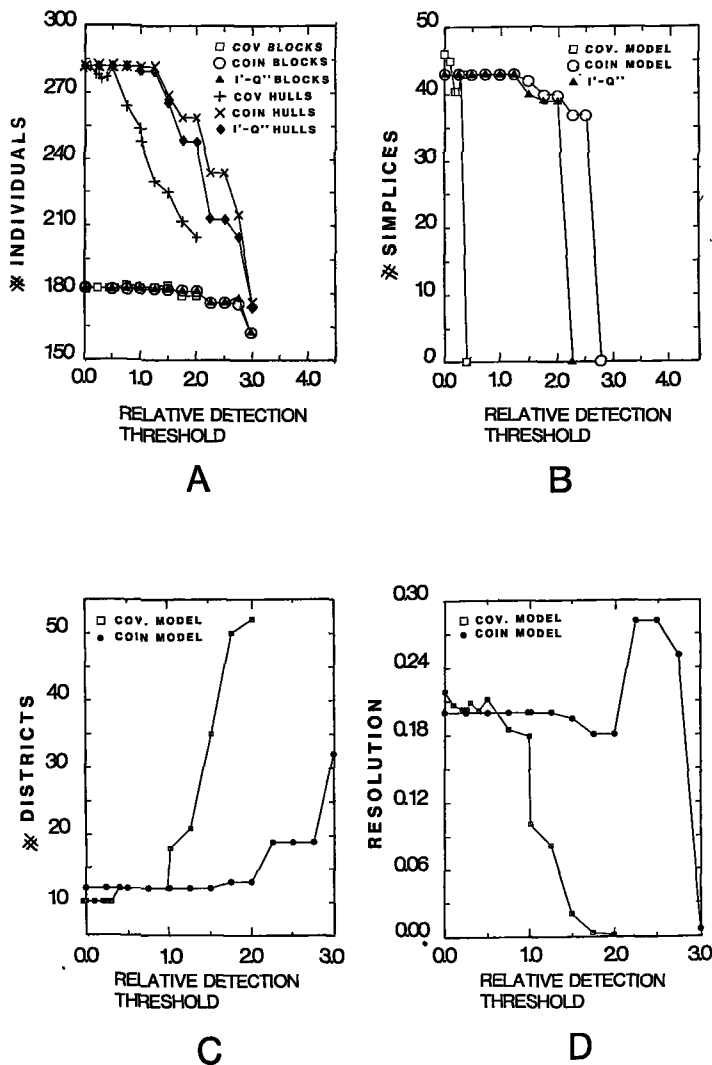 310
280
260
240
210
180
150
※ INDIVIDUALS
COV BLOCKS
COIN BLOCKS
I'-Q'' BLOCKS
COV HULLS
COIN HULLS
I'-Q'' HULLS
0.0 1.0 2.0 3.0 4.0
RELATIVE DETECTION
THRESHOLD
A
50
40
30
20
10
0
※ SIMPLICES
COV. MODEL
COIN MODEL
I'-Q''
0.0 1.0 2.0 3.0 4.0
RELATIVE DETECTION
THRESHOLD
B
50
40
30
20
10
※ DISTRICTS
COV. MODEL
COIN MODEL
0.0 1.0 2.0 3.0
RELATIVE DETECTION
THRESHOLD
C
0.30
0.24
0.18
0.12
0.06
0.00
RESOLUTION
COV. MODEL
COIN MODEL
0.0 1.0 2.0 3.0
RELATIVE DETECTION
THRESHOLD
D